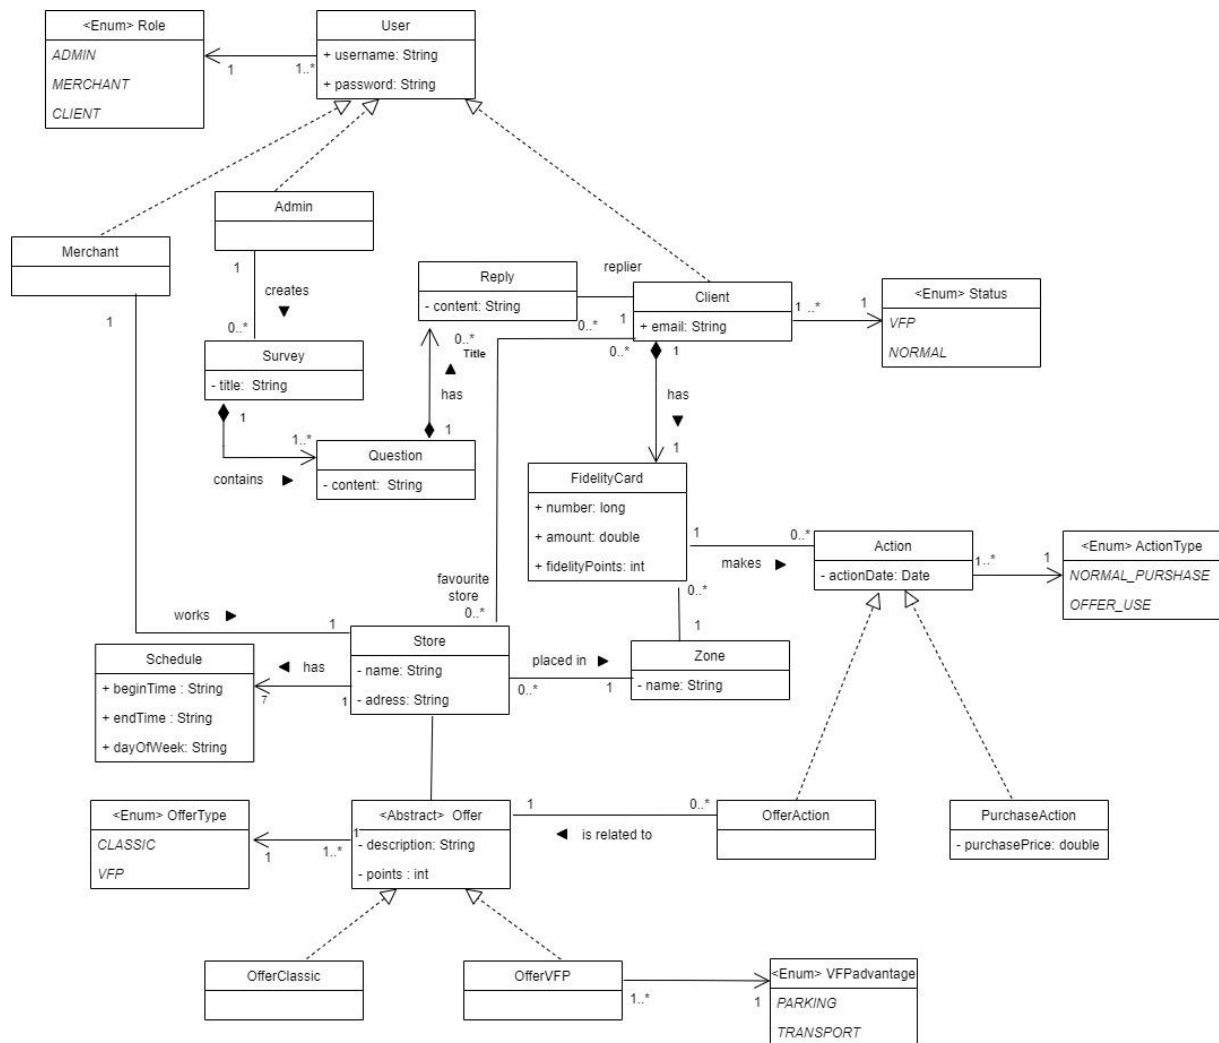 <Enum> Role
ADMIN
MERCHANT
CLIENT
1
1..*
User
+ username: String
+ password: String
Admin
Merchant
1
creates
0..*
1
Survey
- title: String
1
1..*
contains
Question
- content: String
1
has
0..*
Title
Reply
- content: String
replier
0..*
1
0..*
Client
+ email: String
1
1 ..*
1
<Enum> Status
VFP
NORMAL
has
1
FidelityCard
+ number: long
+ amount: double
+ fidelityPoints: int
1
0..*
makes
Action
- actionDate: Date
1..*
1
<Enum> ActionType
NORMAL_PURSHASE
OFFER_USE
0..*
1
Zone
- name: String
favourite
store
0..*
works
1
Store
- name: String
- adress: String
placed in
0..*
1
has
7
1
Schedule
+ beginTime : String
+ endTime : String
+ dayOfWeek: String
<Enum> OfferType
CLASSIC
VFP
1
1..*
1
<Abstract> Offer
- description: String
- points : int
1
0..*
is related to
OfferAction
PurchaseAction
- purchasePrice: double
OfferClassic
OfferVFP
1..*
1
<Enum> VFPadvantage
PARKING
TRANSPORT